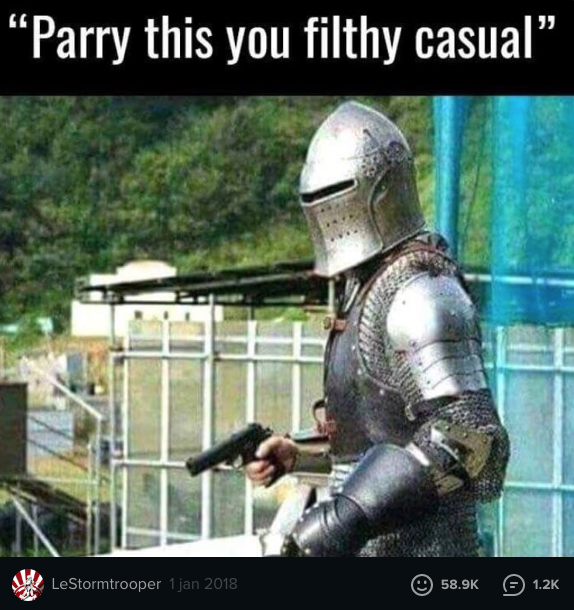 “Parry this you filthy casual”
LeStormtrooper 1 jan 2018 58.9K 1.2K